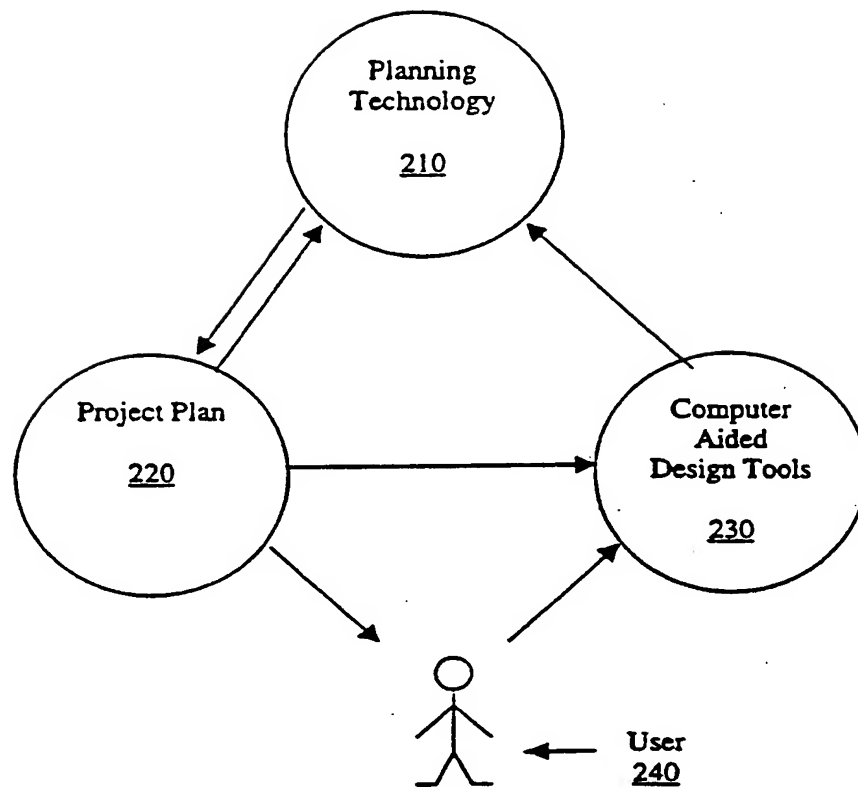 Planning
Technology
210
Project Plan
220
Computer
Aided
Design Tools
230
User
240